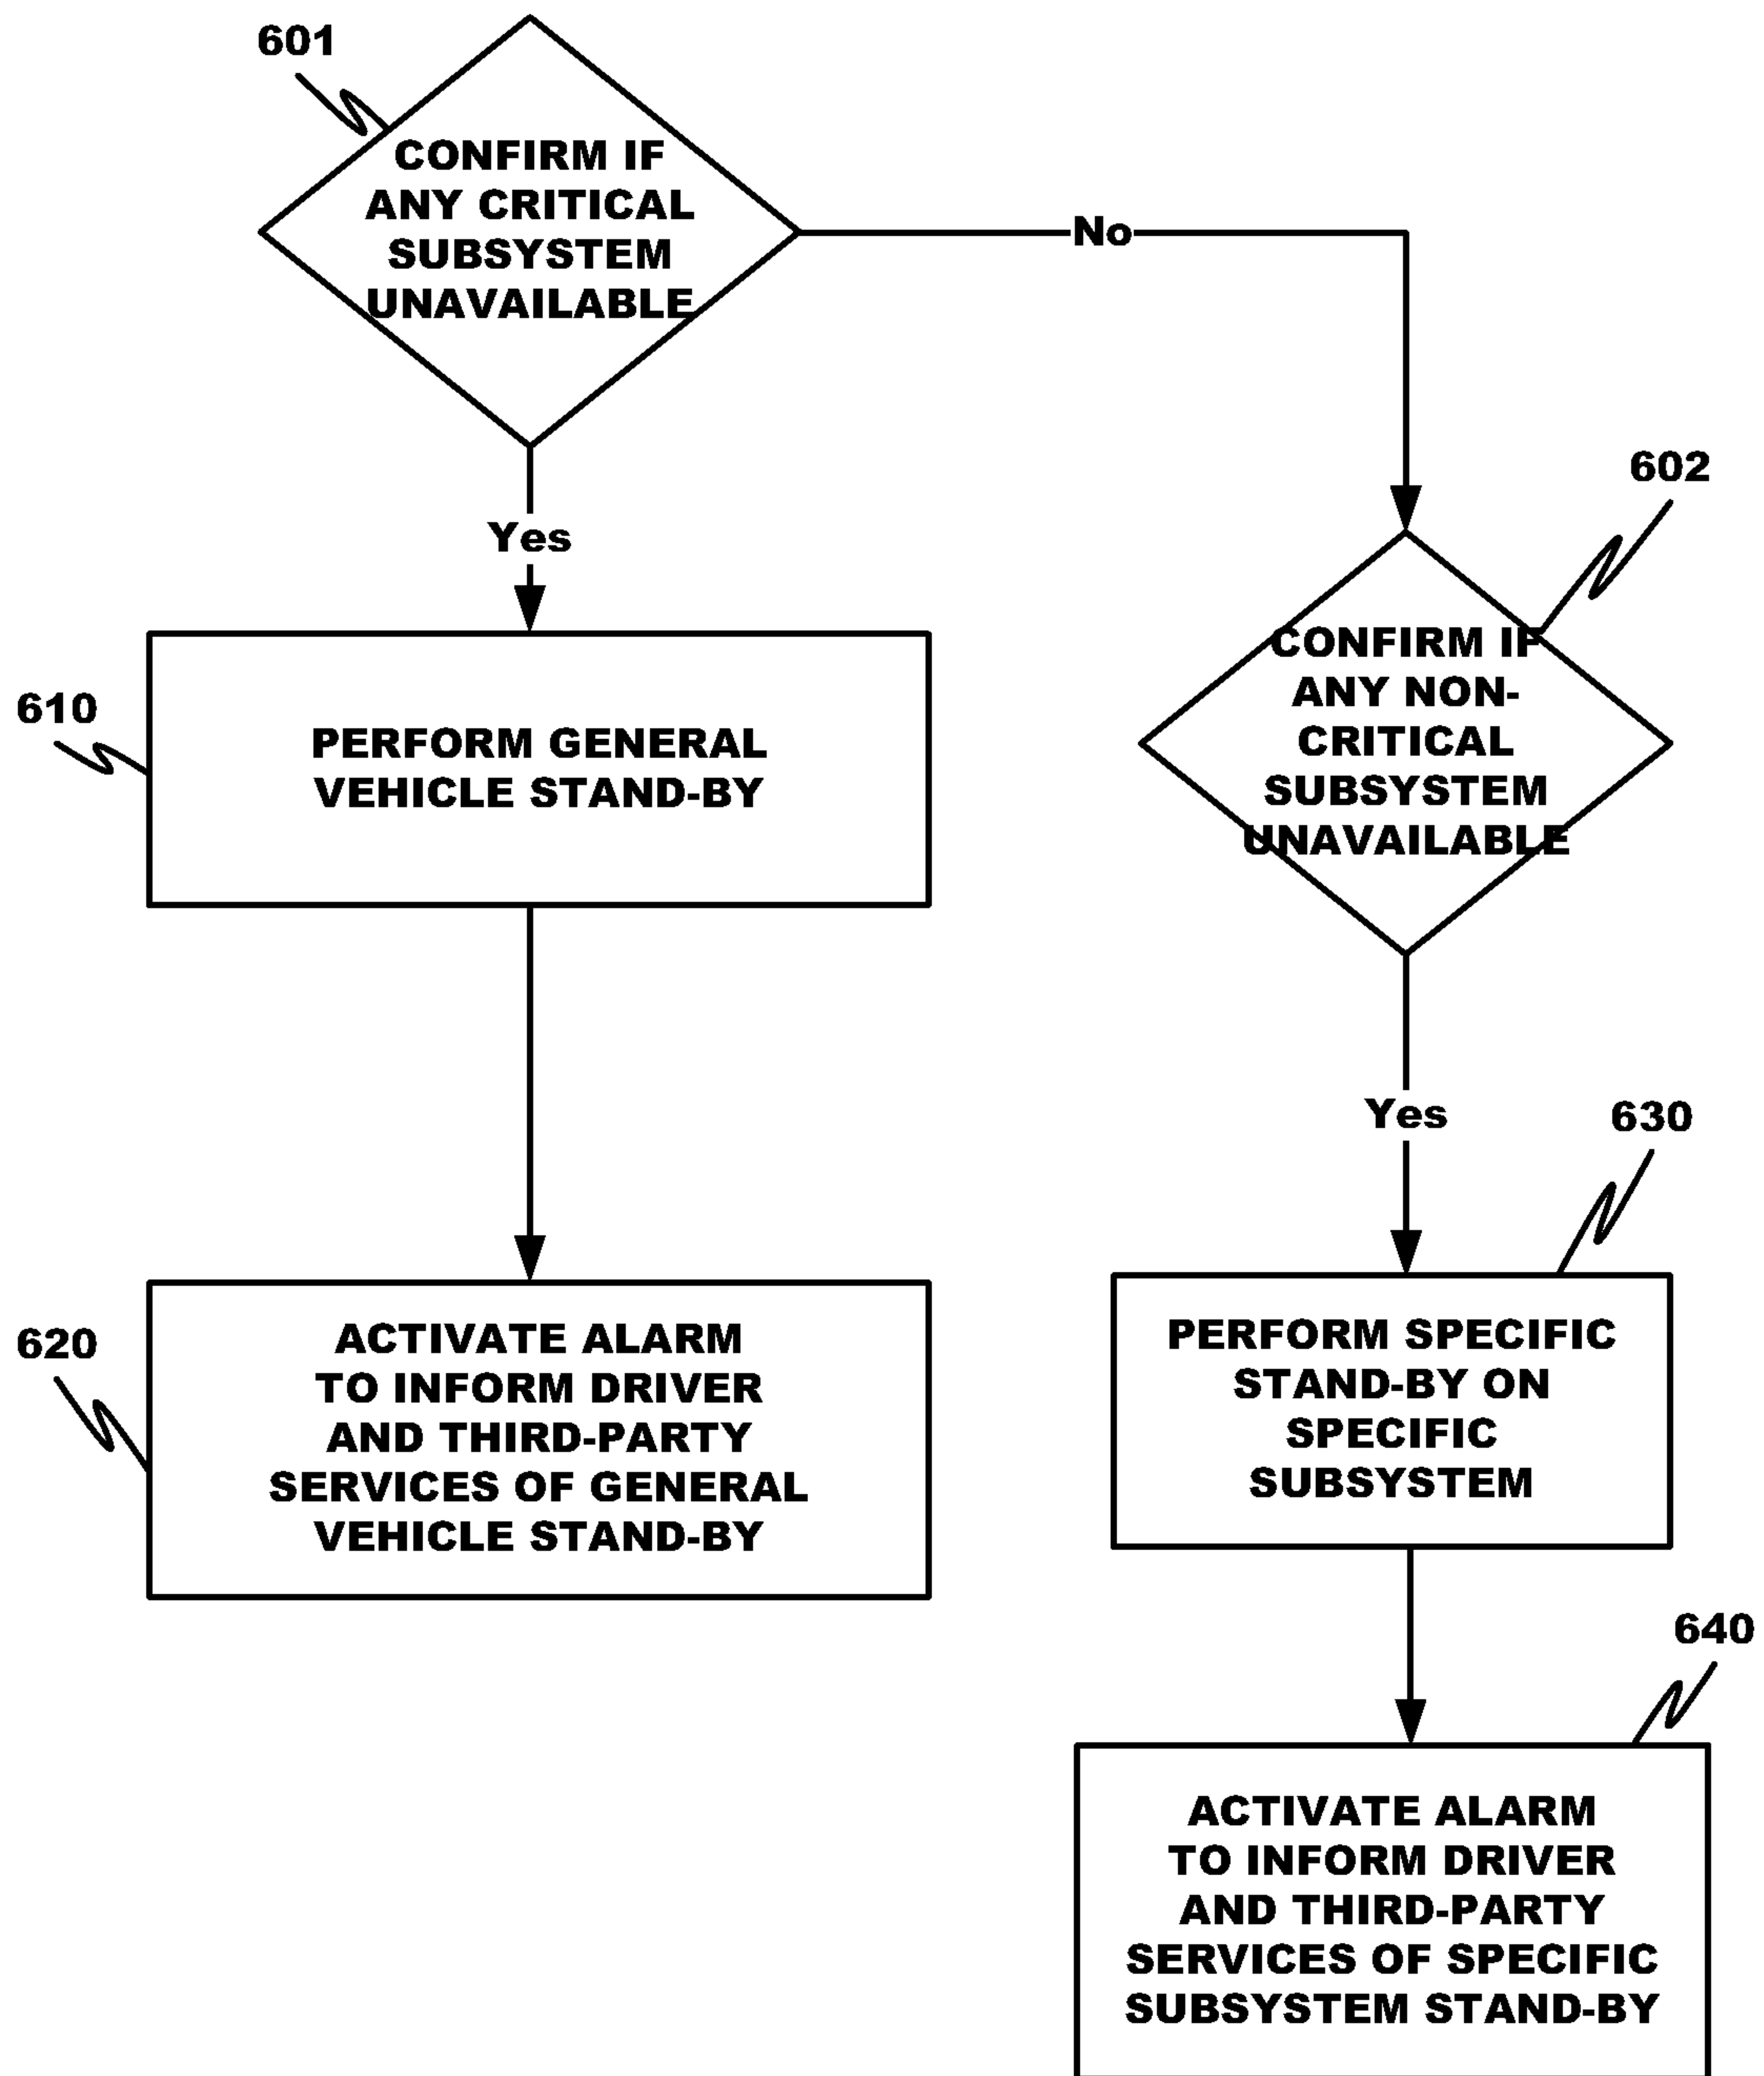 601
CONFIRM IF
ANY CRITICAL
SUBSYSTEM
UNAVAILABLE
No
Yes
602
CONFIRM IF
ANY NON-
CRITICAL
SUBSYSTEM
UNAVAILABLE
610
PERFORM GENERAL
VEHICLE STAND-BY
Yes
630
620
ACTIVATE ALARM
TO INFORM DRIVER
AND THIRD-PARTY
SERVICES OF GENERAL
VEHICLE STAND-BY
PERFORM SPECIFIC
STAND-BY ON
SPECIFIC
SUBSYSTEM
640
ACTIVATE ALARM
TO INFORM DRIVER
AND THIRD-PARTY
SERVICES OF SPECIFIC
SUBSYSTEM STAND-BY